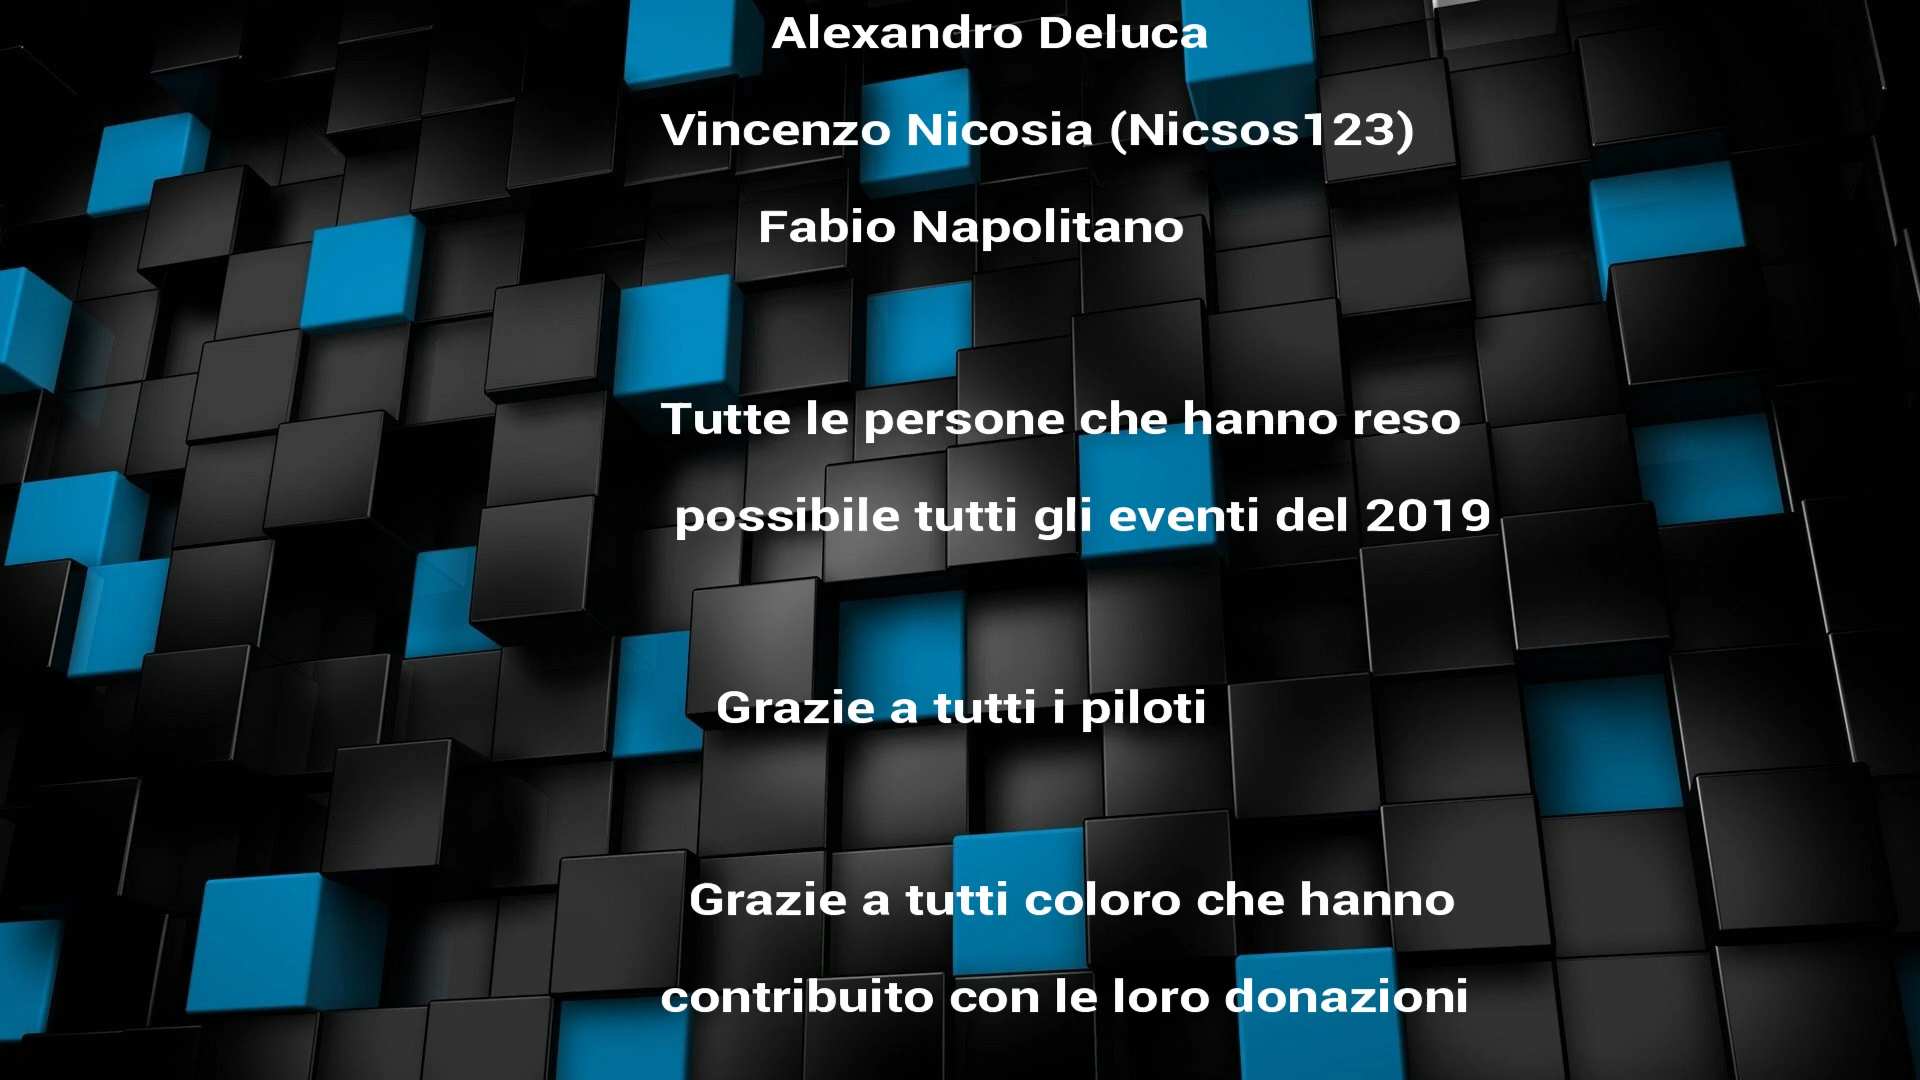 Alexandro Deluca
Vincenzo Nicosia (Nicsos123)
Fabio Napolitano
Tutte le persone che hanno reso
possibile tutti gli eventi del 2019
Grazie a tutti i piloti
Grazie a tutti coloro che hanno
contribuito con le loro donazioni